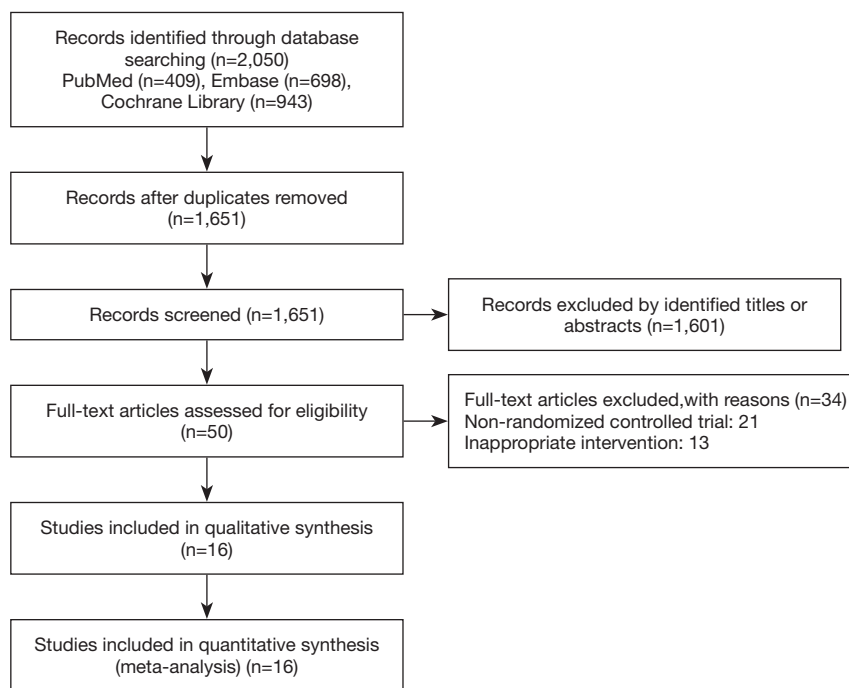 Records identified through database
searching (n=2,050)
PubMed (n=409), Embase (n=698),
Cochrane Library (n=943)
Records after duplicates removed
(n=1,651)
Records screened (n=1,651)
Records excluded by identified titles or
abstracts (n=1,601)
Full-text articles assessed for eligibility
(n=50)
Full-text articles excluded,with reasons (n=34)
Non-randomized controlled trial: 21
Inappropriate intervention: 13
Studies included in qualitative synthesis
(n=16)
Studies included in quantitative synthesis
(meta-analysis) (n=16)